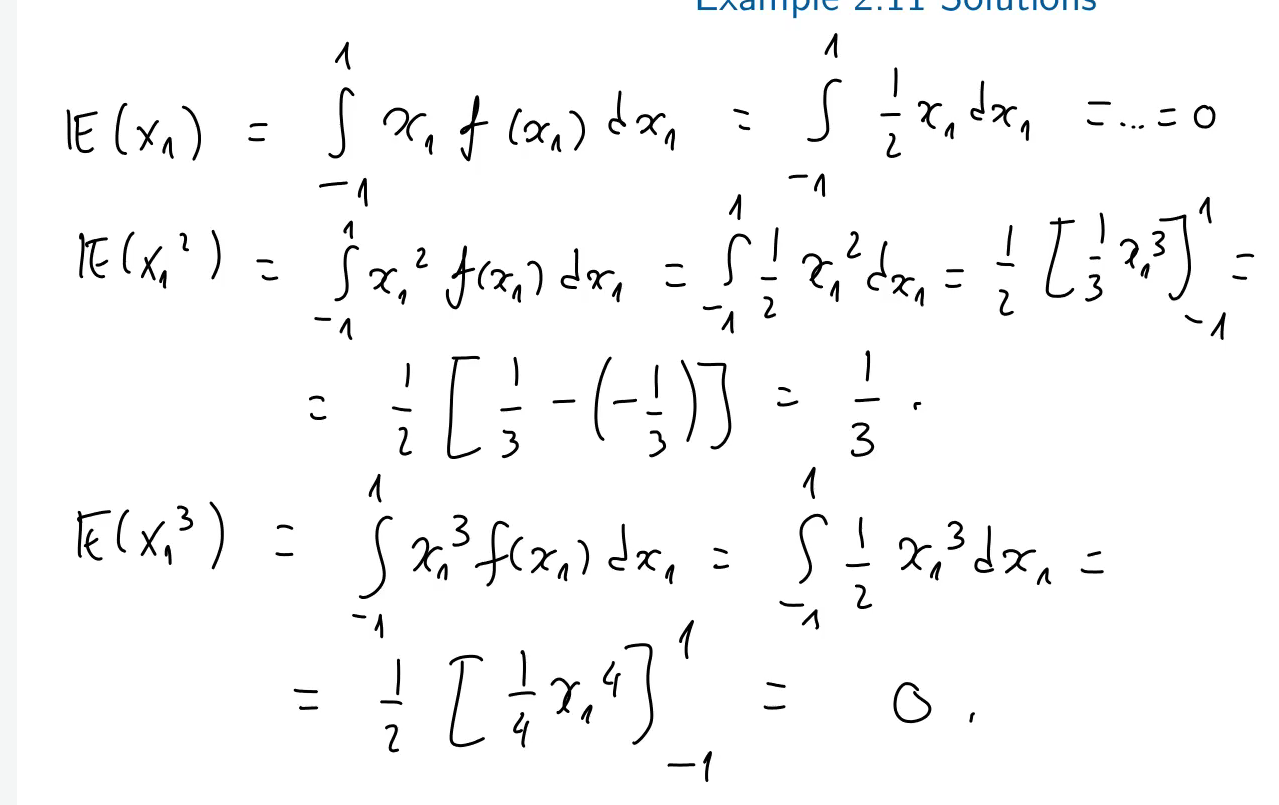 Example 2.11 Solutions
𝔼(x₁) = ∫₋₁¹ x₁ f(x₁) dx₁ = ∫₋₁¹ ½ x₁ dx₁ = ... = 0
𝔼(x₁²) = ∫₋₁¹ x₁² f(x₁) dx₁ = ∫₋₁¹ ½ x₁² dx₁ = ½ [⅓ x₁³]₋₁¹ =
= ½ [⅓ − (−⅓)] = ⅓ .
𝔼(x₁³) = ∫₋₁¹ x₁³ f(x₁) dx₁ = ∫₋₁¹ ½ x₁³ dx₁ =
= ½ [¼ x₁⁴]₋₁¹ = 0 .